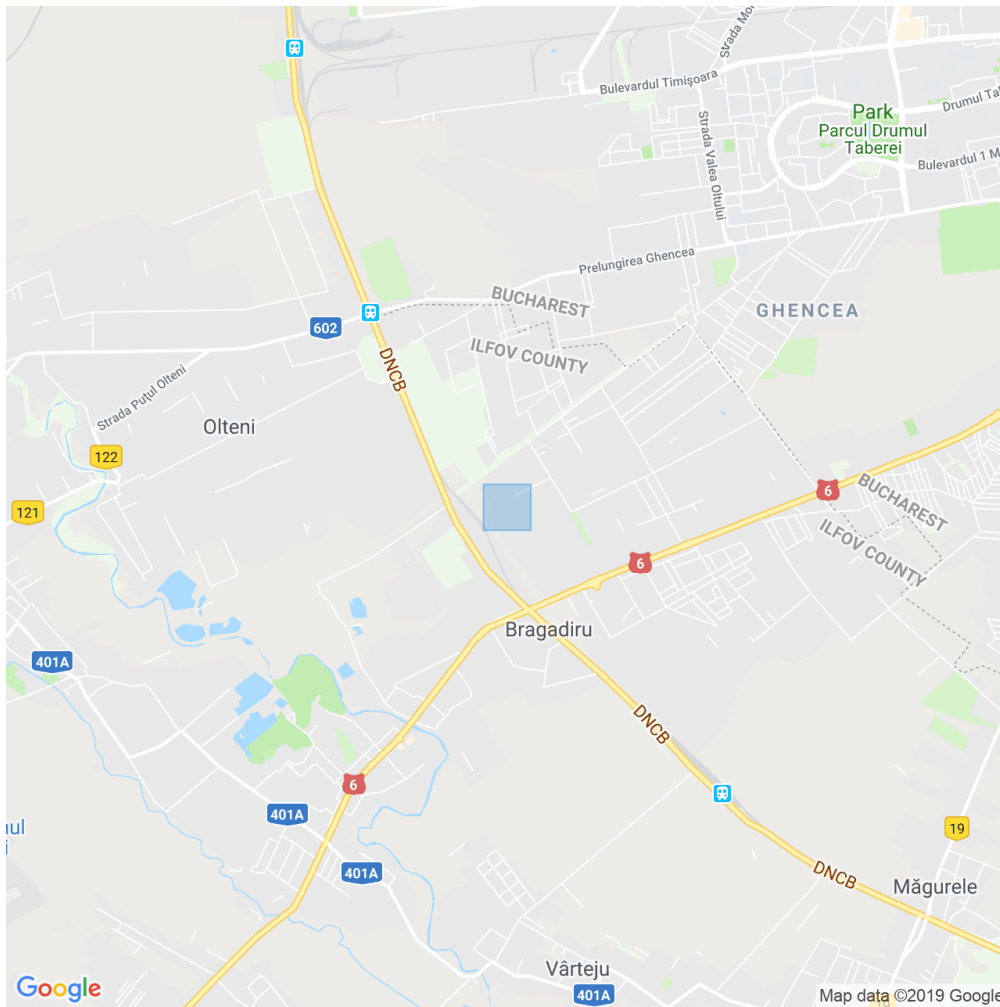 Strada Mo
Bulevardul Timișoara
Park
Parcul Drumul
Taberei
Drumul Tab
Strada Valea Oltului
Bulevardul 1 M
Prelungirea Ghencea
BUCHAREST
GHENCEA
602
ILFOV COUNTY
DNCB
Strada Puțul Olteni
Olteni
122
121
6
BUCHAREST
ILFOV COUNTY
6
Bragadiru
401A
DNCB
6
401A
19
nul
i
401A
DNCB
Măgurele
Vârteju
401A
Google
Map data ©2019 Google